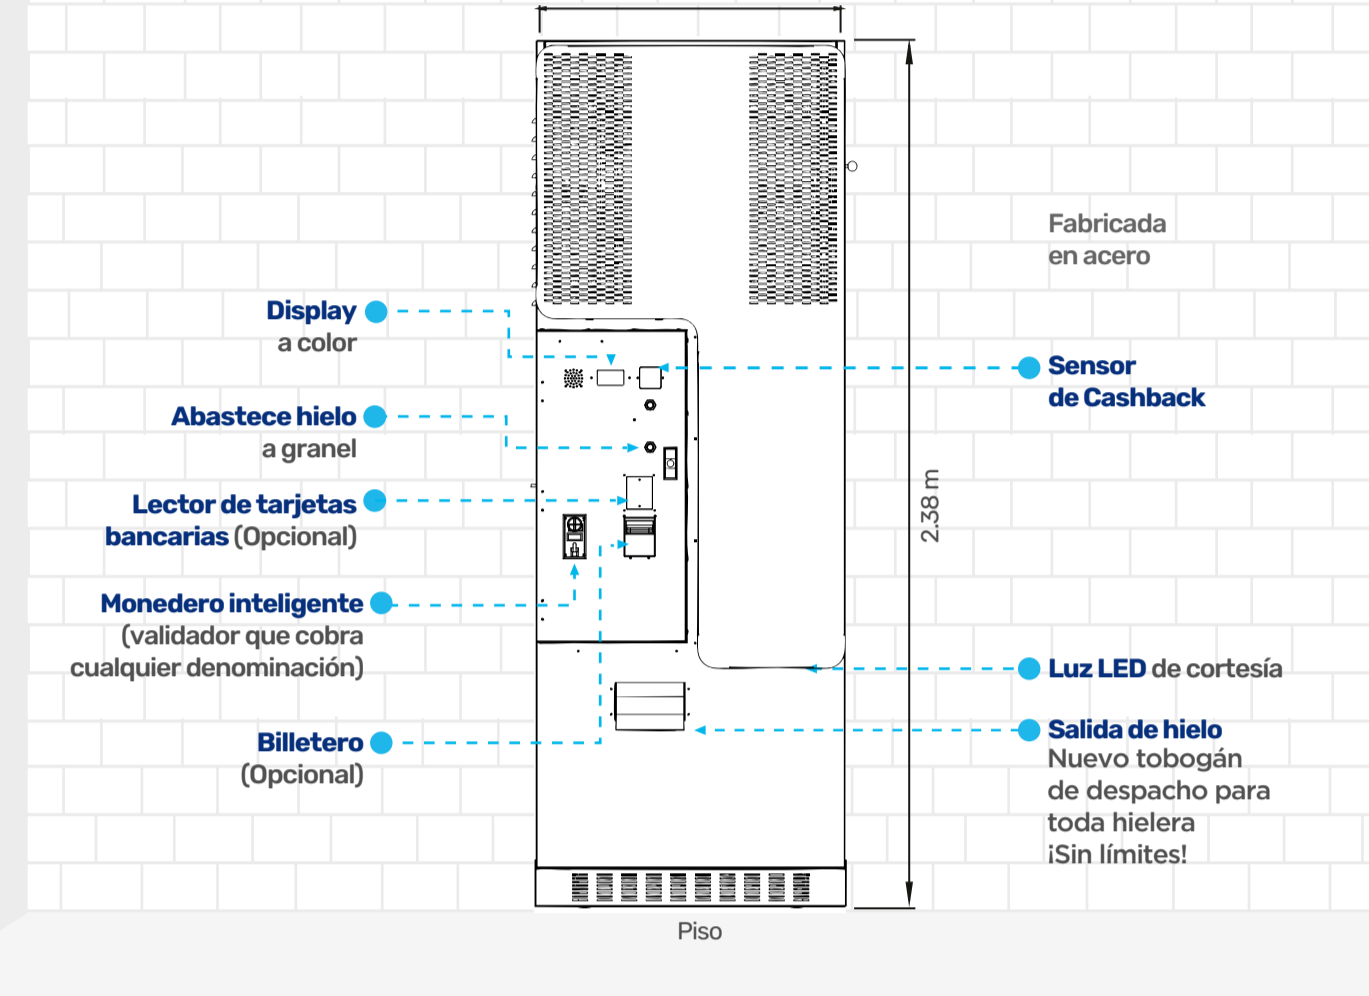 Display
a color
Abastece hielo
a granel
Lector de tarjetas
bancarias (Opcional)
Monedero inteligente
(validador que cobra
cualquier denominación)
Billetero
(Opcional)
2.38 m
Fabricada
en acero
Sensor
de Cashback
Luz LED de cortesía
Salida de hielo
Nuevo tobogán
de despacho para
toda hielera
¡Sin límites!
Piso